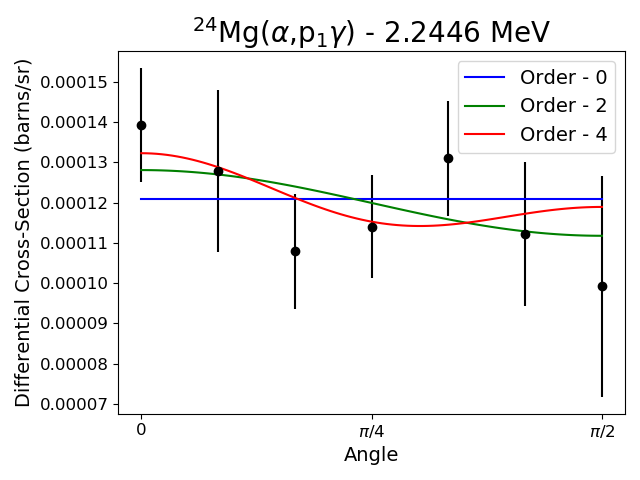 ²⁴Mg(α,p₁γ) - 2.2446 MeV
Order - 0
Order - 2
Order - 4
Differential Cross-Section (barns/sr)
0.00015
0.00014
0.00013
0.00012
0.00011
0.00010
0.00009
0.00008
0.00007
0
π/4
π/2
Angle